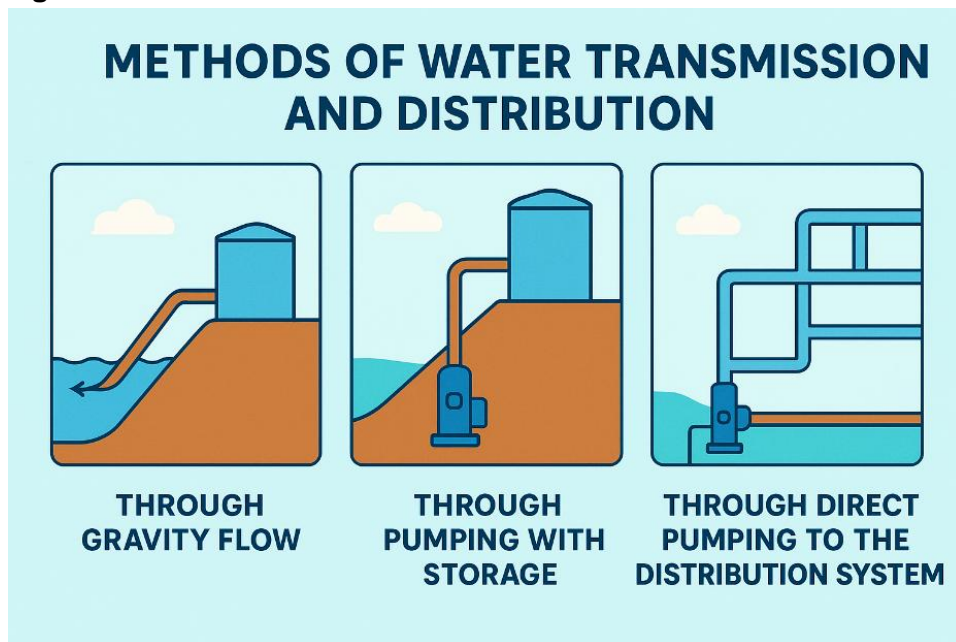 METHODS OF WATER TRANSMISSION
AND DISTRIBUTION
THROUGH
GRAVITY FLOW
THROUGH
PUMPING WITH
STORAGE
THROUGH DIRECT
PUMPING TO THE
DISTRIBUTION SYSTEM